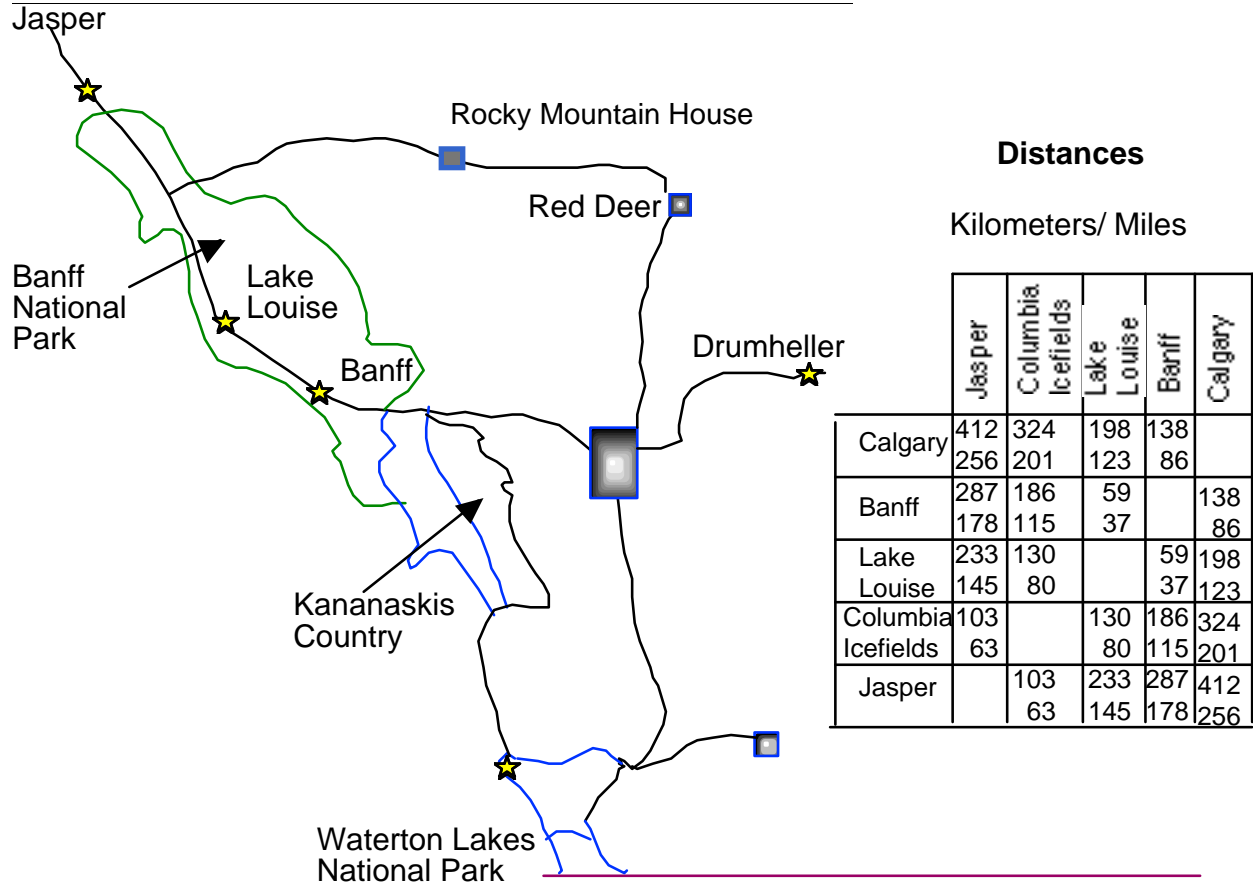 Jasper
Rocky Mountain House
Red Deer
Banff
National
Park
Lake
Louise
Banff
Drumheller
Kananaskis
Country
Waterton Lakes
National Park
Distances
Kilometers/ Miles
Jasper
Columbia
Icefields
Lake
Louise
Banff
Calgary
Calgary
412 324 198 138
256 201 123 86
Banff
287 186 59 138
178 115 37 86
Lake
Louise
233 130 59 198
145 80 37 123
Columbia
Icefields
103 130 186 324
63 80 115 201
Jasper
103 233 287 412
63 145 178 256